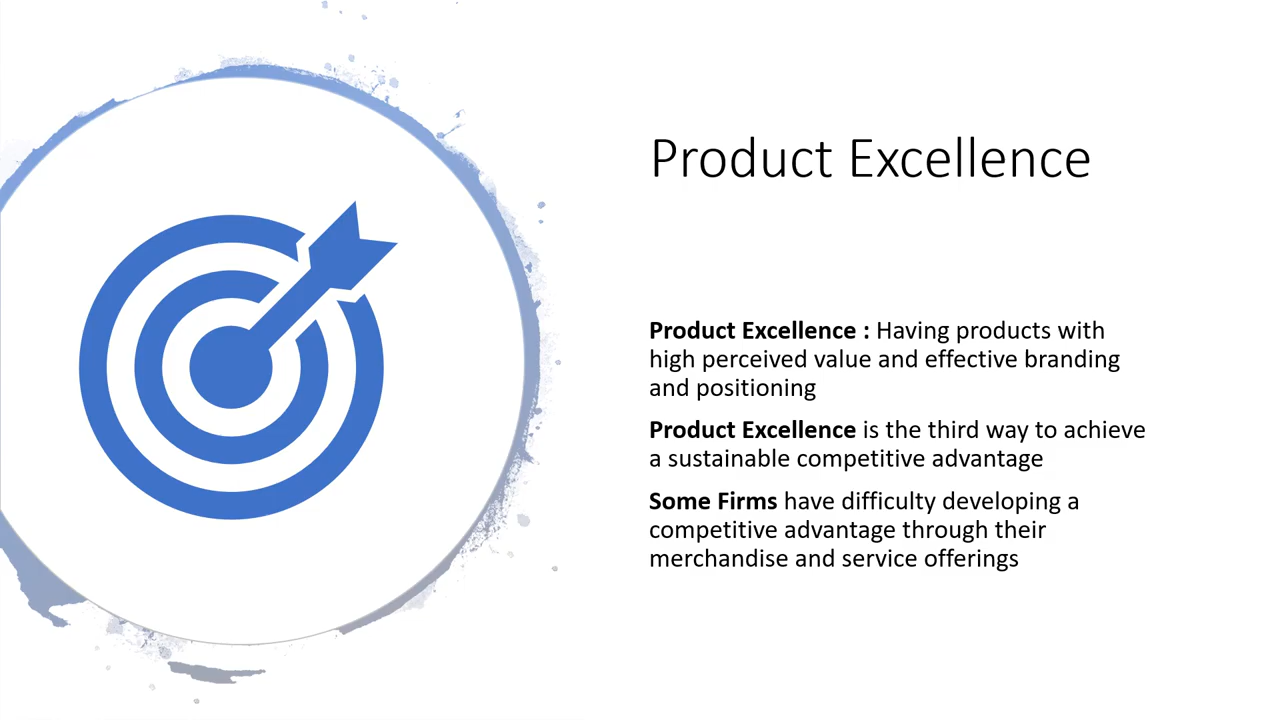 Product Excellence
Product Excellence : Having products with
high perceived value and effective branding
and positioning
Product Excellence is the third way to achieve
a sustainable competitive advantage
Some Firms have difficulty developing a
competitive advantage through their
merchandise and service offerings